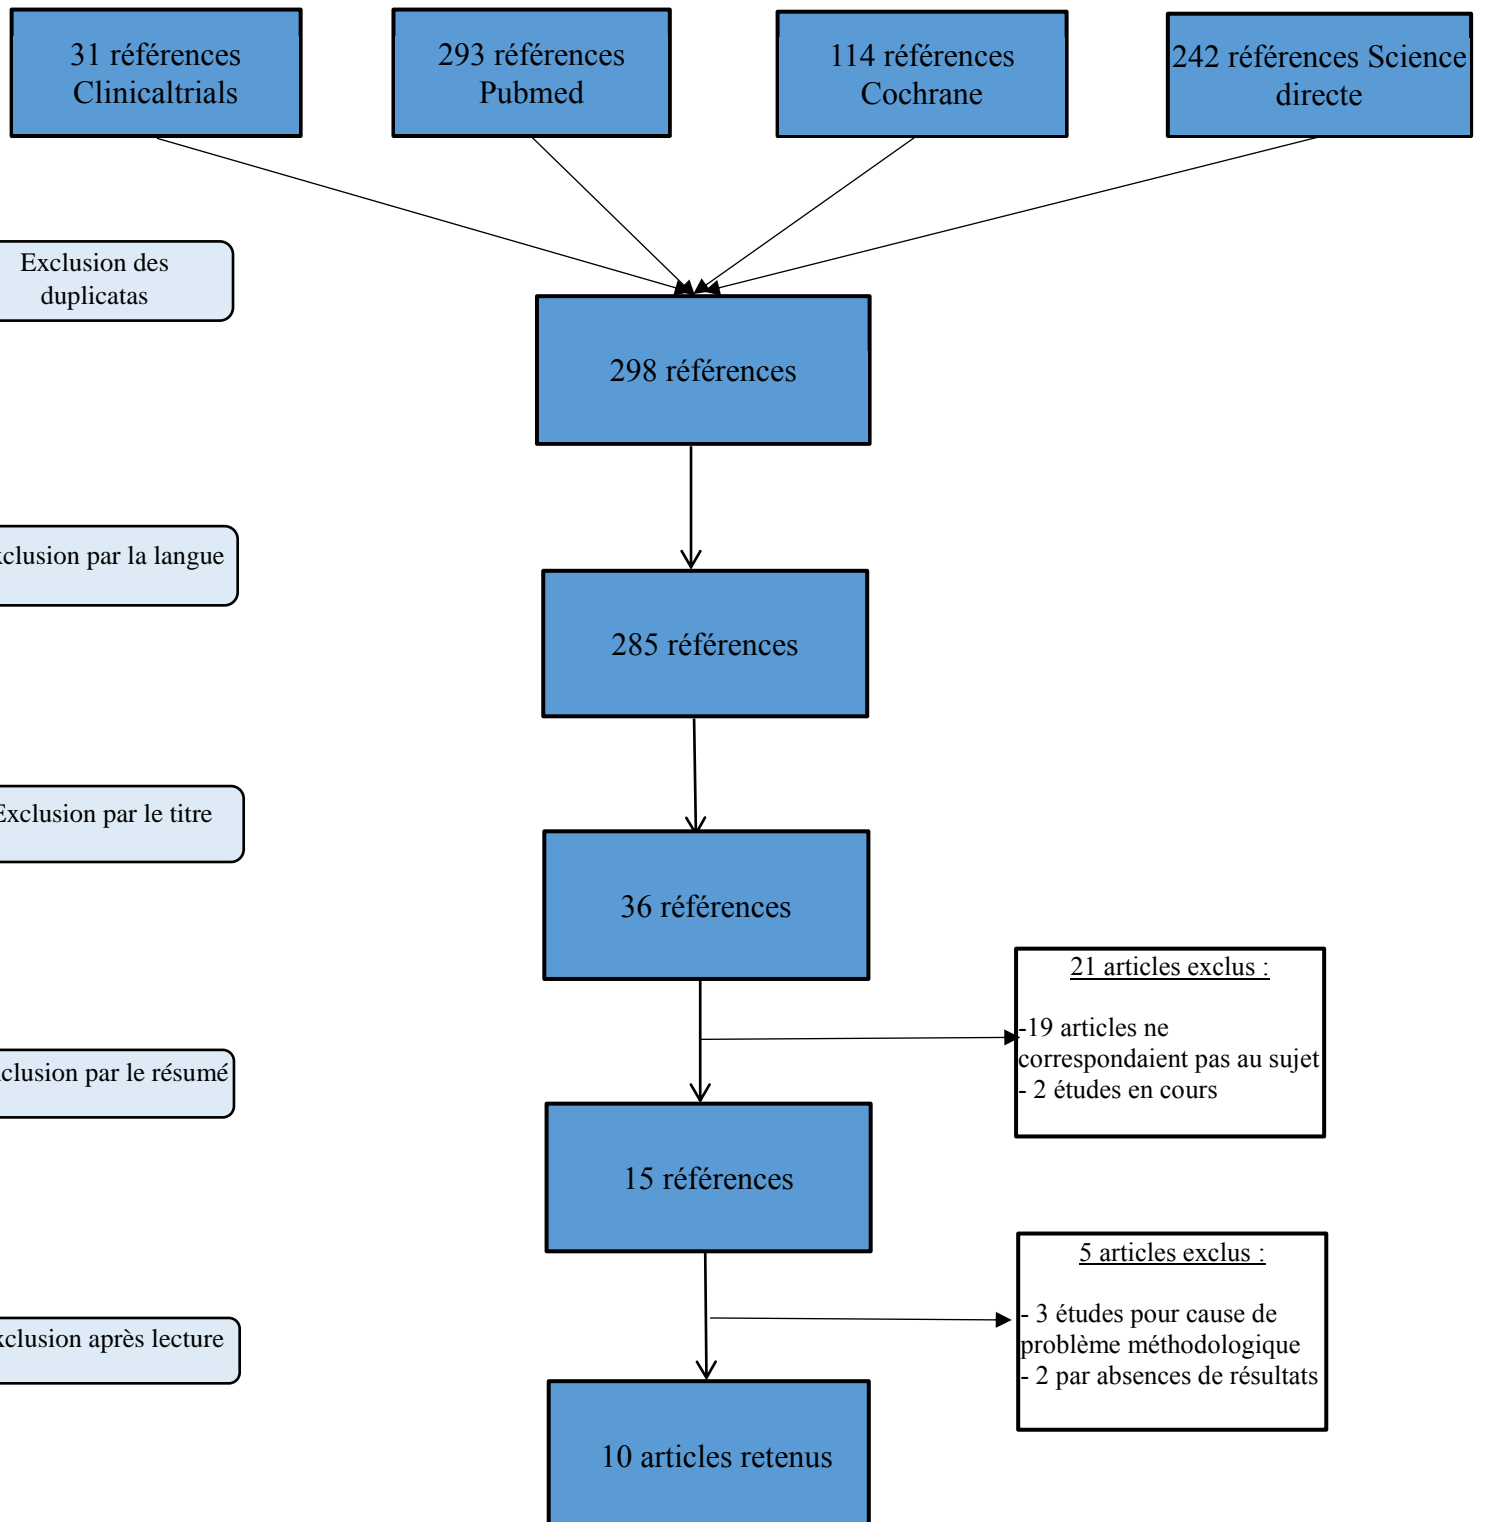 31 références
Clinicaltrials
293 références
Pubmed
114 références
Cochrane
242 références Science
directe
Exclusion des
duplicatas
298 références
xclusion par la langue
285 références
Exclusion par le titre
36 références
21 articles exclus :
-19 articles ne
correspondaient pas au sujet
- 2 études en cours
clusion par le résumé
15 références
5 articles exclus :
- 3 études pour cause de
problème méthodologique
- 2 par absences de résultats
xclusion après lecture
10 articles retenus